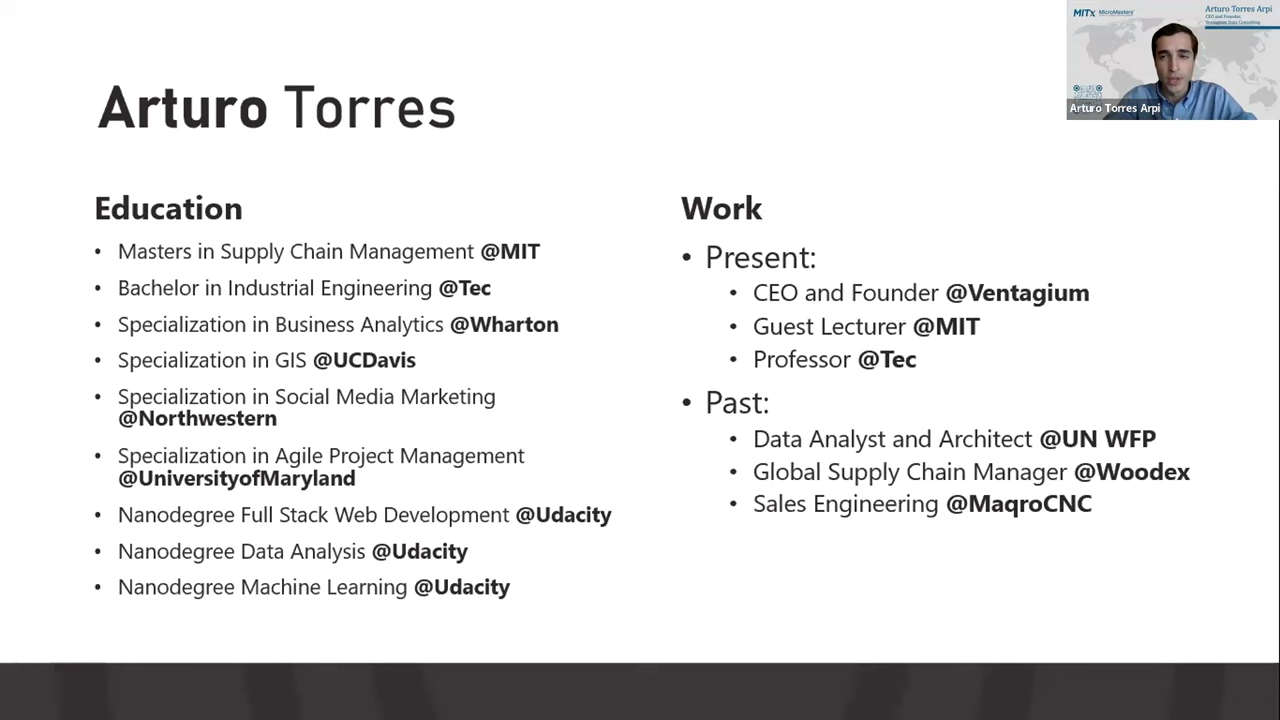 Arturo Torres
Education
• Masters in Supply Chain Management @MIT
• Bachelor in Industrial Engineering @Tec
• Specialization in Business Analytics @Wharton
• Specialization in GIS @UCDavis
• Specialization in Social Media Marketing
@Northwestern
• Specialization in Agile Project Management
@UniversityofMaryland
• Nanodegree Full Stack Web Development @Udacity
• Nanodegree Data Analysis @Udacity
• Nanodegree Machine Learning @Udacity
Work
• Present:
• CEO and Founder @Ventagium
• Guest Lecturer @MIT
• Professor @Tec
• Past:
• Data Analyst and Architect @UN WFP
• Global Supply Chain Manager @Woodex
• Sales Engineering @MaqroCNC
MITx MicroMasters
Arturo Torres Arpi
CEO and Founder,
Ventagium Data Consulting
Arturo Torres Arpi